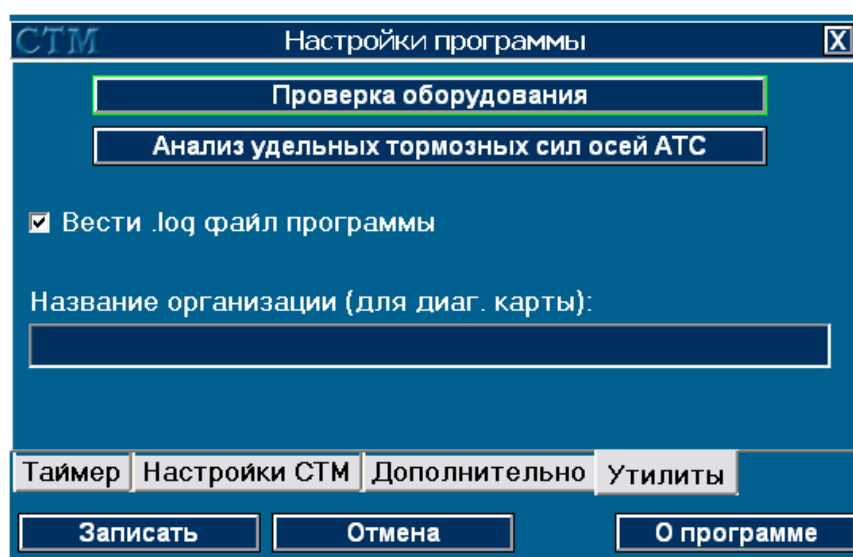 СТМ Настройки программы X
Проверка оборудования
Анализ удельных тормозных сил осей АТС
Вести .log файл программы
Название организации (для диаг. карты):
Таймер Настройки СТМ Дополнительно Утилиты
Записать Отмена О программе